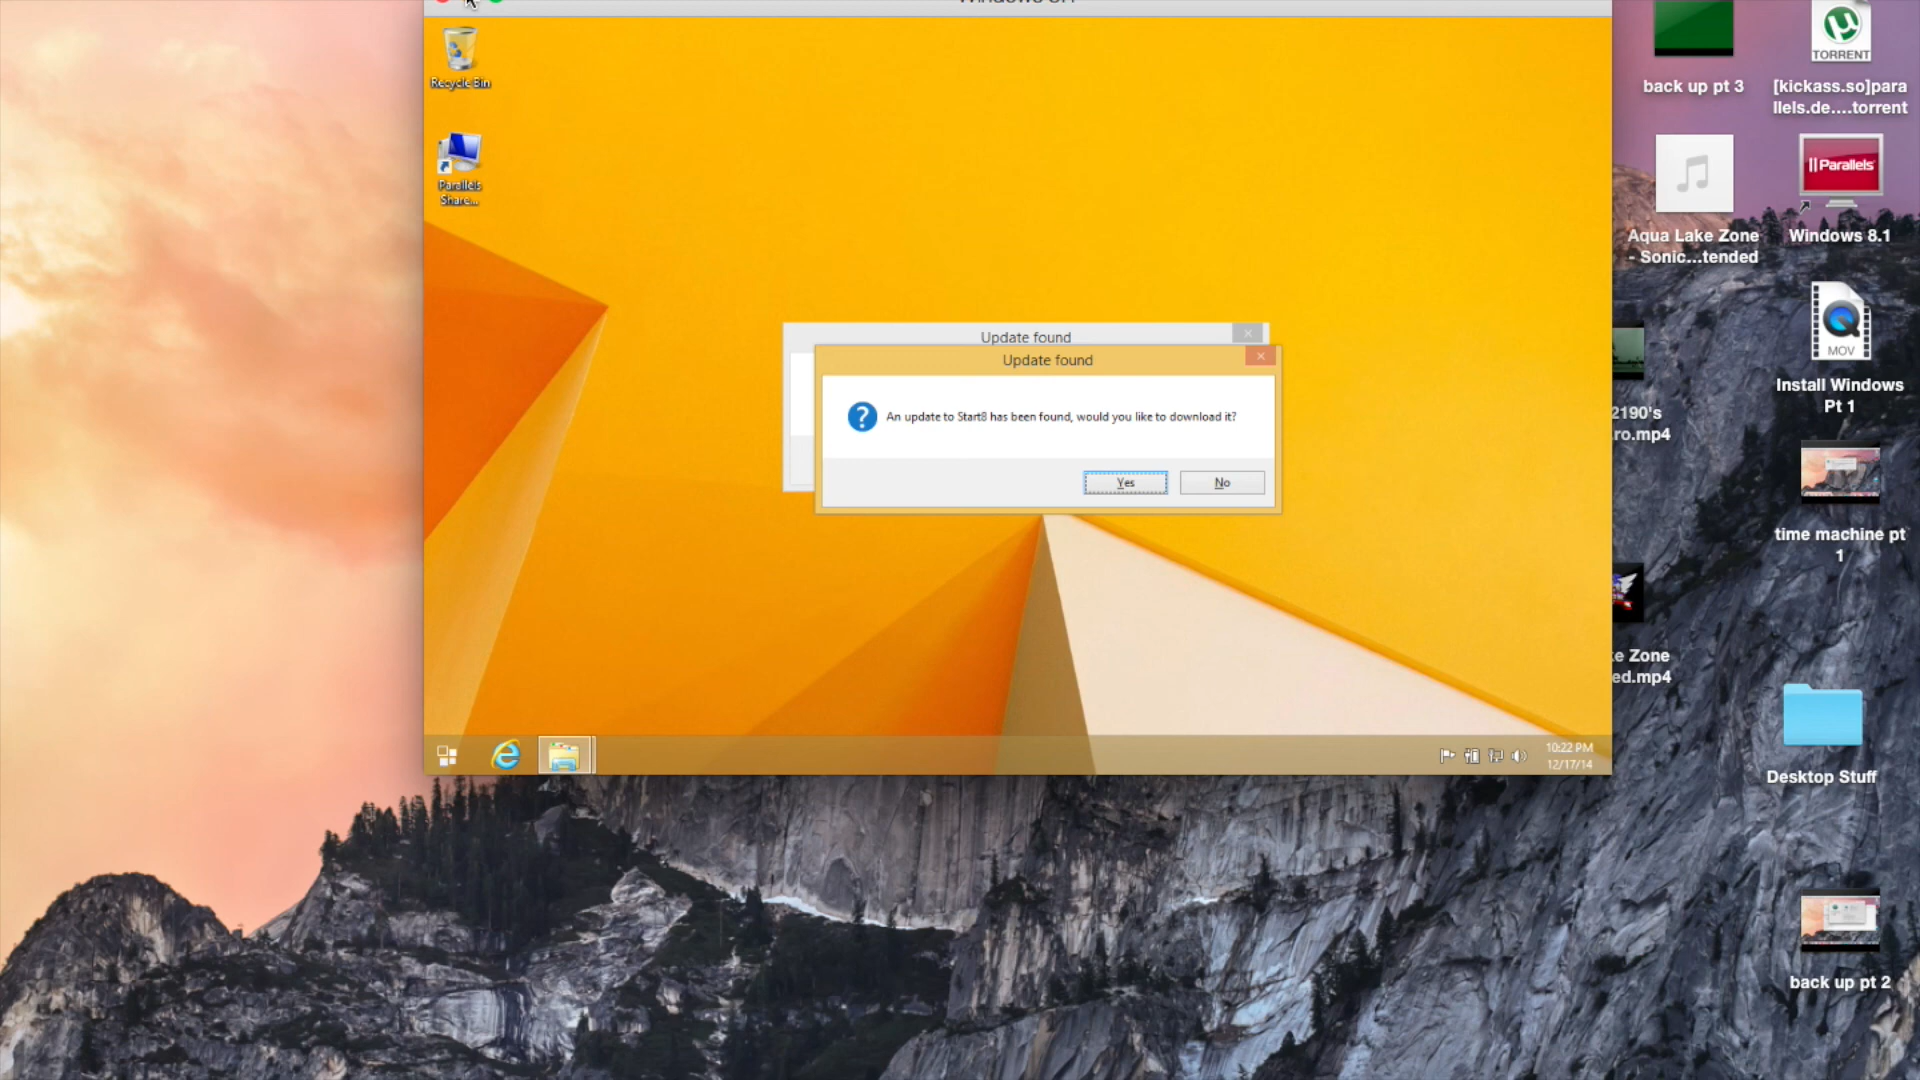 Recycle Bin
Parallels
Share...
Update found
Update found
An update to Start8 has been found, would you like to download it?
Yes
No
10:22 PM
12/17/14
back up pt 3
TORRENT
[kickass.so]para
llels.de....torrent
Aqua Lake Zone
- Sonic...tended
Parallels
Windows 8.1
MOV
Install Windows
Pt 1
2190's
ro.mp4
time machine pt
1
e Zone
ed.mp4
Desktop Stuff
back up pt 2